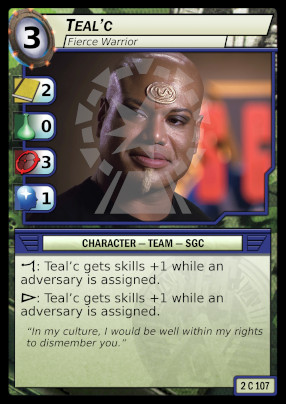 3
TEAL'C
Fierce Warrior
2
0
3
1
CHARACTER – TEAM – SGC
: Teal'c gets skills +1 while an
adversary is assigned.
: Teal'c gets skills +1 while an
adversary is assigned.
"In my culture, I would be well within my rights
to dismember you."
2 C 107